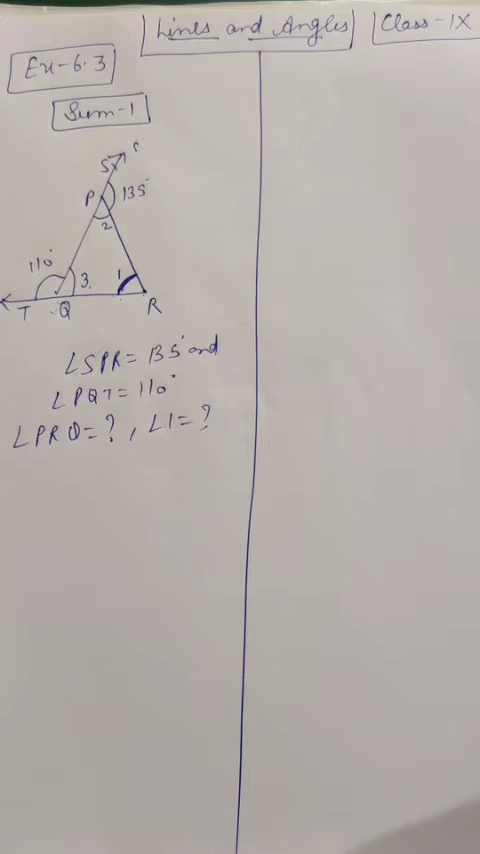 Lines and Angles
Class-IX
Ex-6.3
Sum-1
S
P 135°
2
110°
3. 1
T Q R
∠SPR = 135° and
∠PQT = 110°
∠PRQ = ?, ∠1 = ?